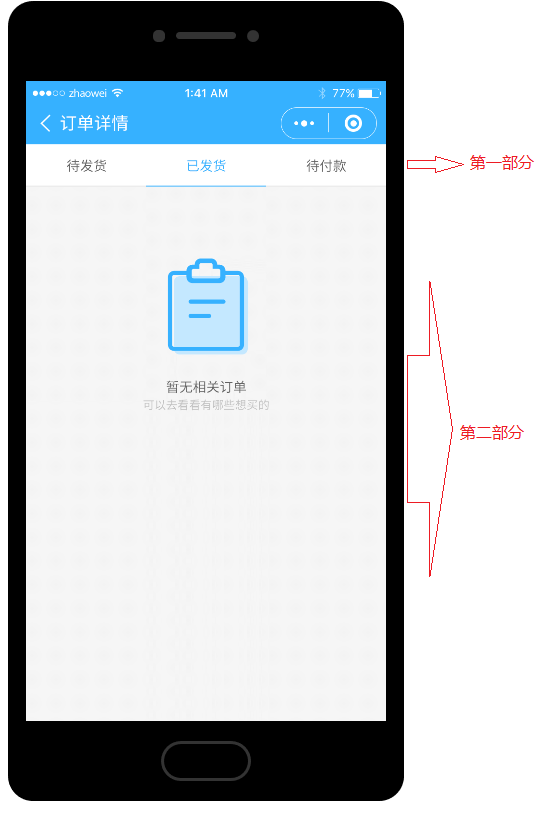 zhaowei 1:41 AM 77%
订单详情
待发货 已发货 待付款
第一部分
暂无相关订单
可以去看看有哪些想买的
第二部分